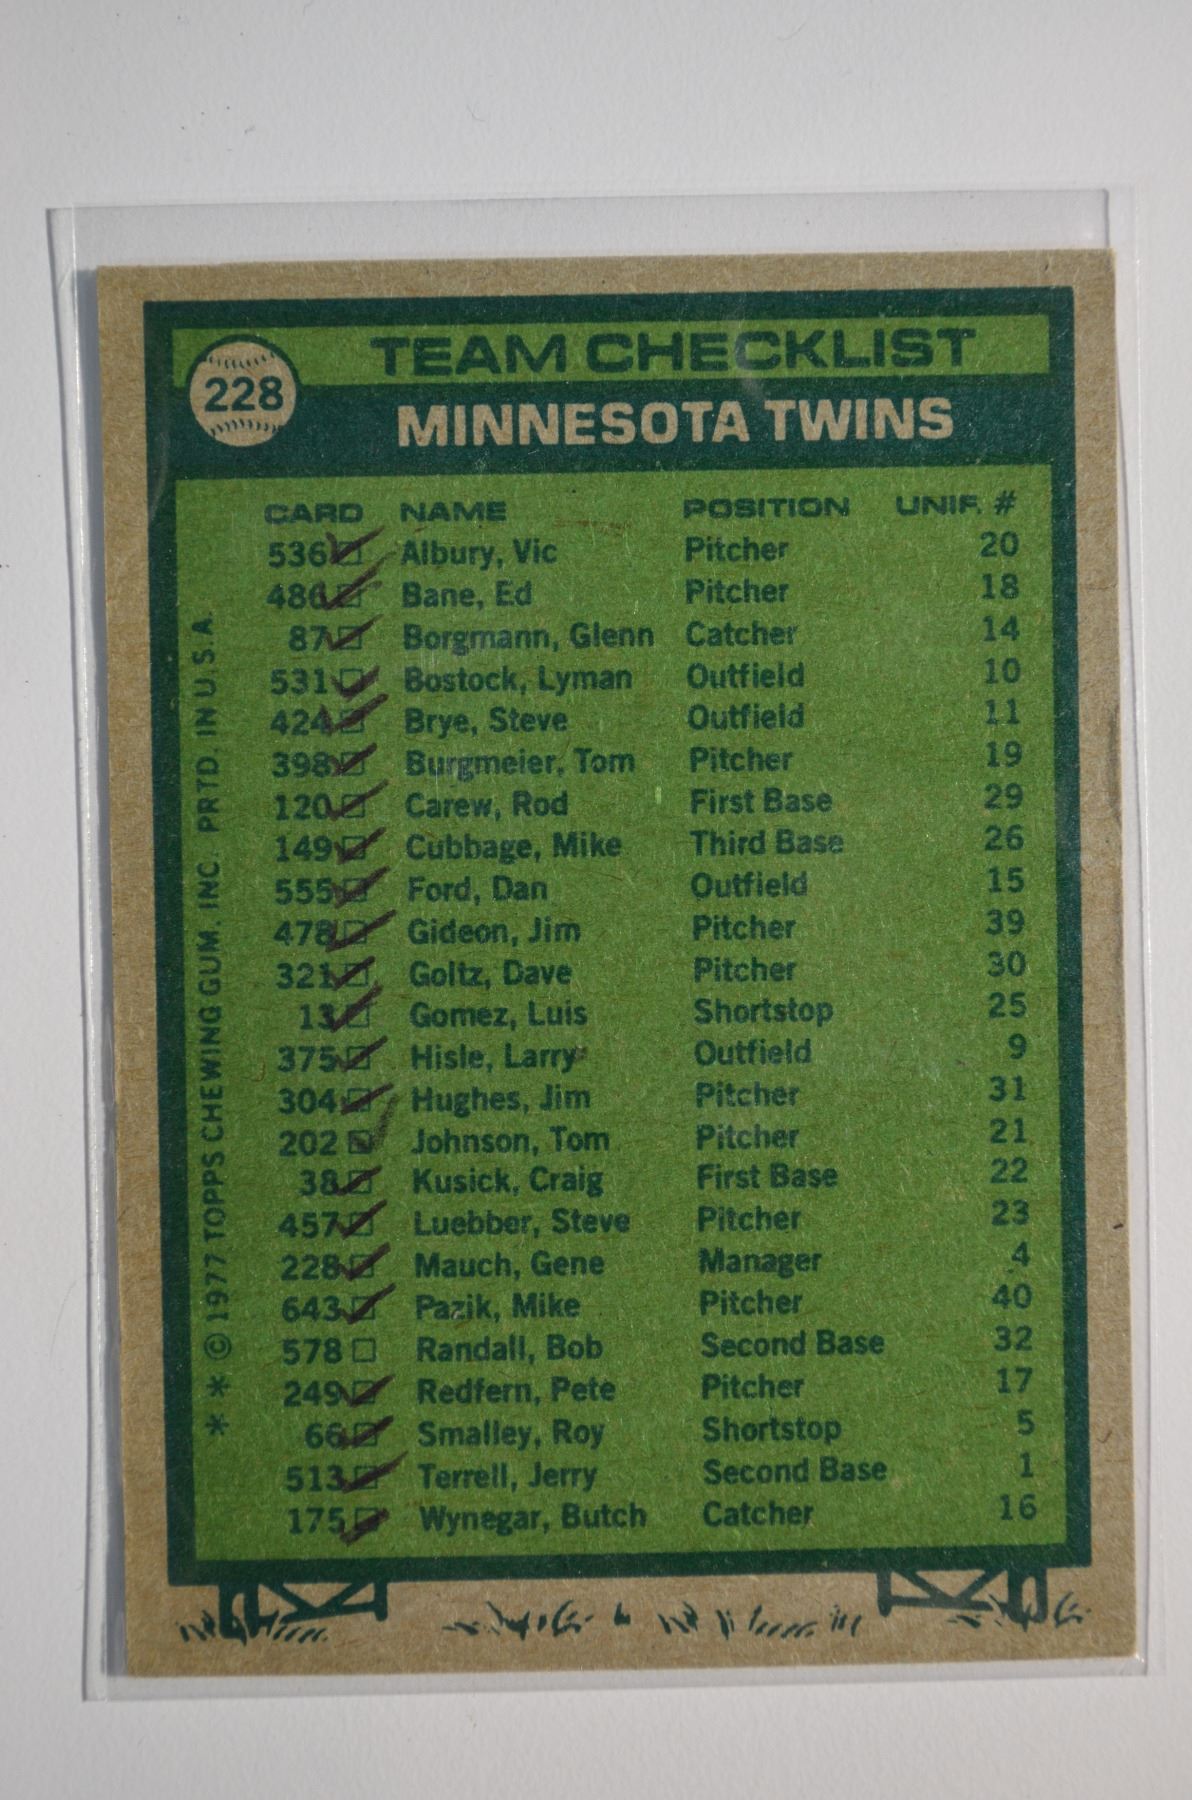 228
TEAM CHECKLIST
MINNESOTA TWINS
CARD NAME POSITION UNIF. #
536 Albury, Vic Pitcher 20
486 Bane, Ed Pitcher 18
87 Borgmann, Glenn Catcher 14
531 Bostock, Lyman Outfield 10
424 Brye, Steve Outfield 11
398 Burgmeier, Tom Pitcher 19
120 Carew, Rod First Base 29
149 Cubbage, Mike Third Base 26
555 Ford, Dan Outfield 15
478 Gideon, Jim Pitcher 39
321 Goltz, Dave Pitcher 30
13 Gomez, Luis Shortstop 25
375 Hisle, Larry Outfield 9
304 Hughes, Jim Pitcher 31
202 Johnson, Tom Pitcher 21
38 Kusick, Craig First Base 22
457 Luebber, Steve Pitcher 23
228 Mauch, Gene Manager 4
643 Pazik, Mike Pitcher 40
578 Randall, Bob Second Base 32
249 Redfern, Pete Pitcher 17
66 Smalley, Roy Shortstop 5
513 Terrell, Jerry Second Base 1
175 Wynegar, Butch Catcher 16
* * © 1977 TOPPS CHEWING GUM, INC. PRTD. IN U.S.A.